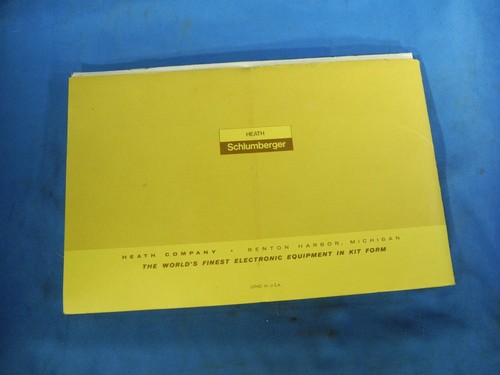 HEATH
Schlumberger
HEATH COMPANY • BENTON HARBOR, MICHIGAN
THE WORLD'S FINEST ELECTRONIC EQUIPMENT IN KIT FORM